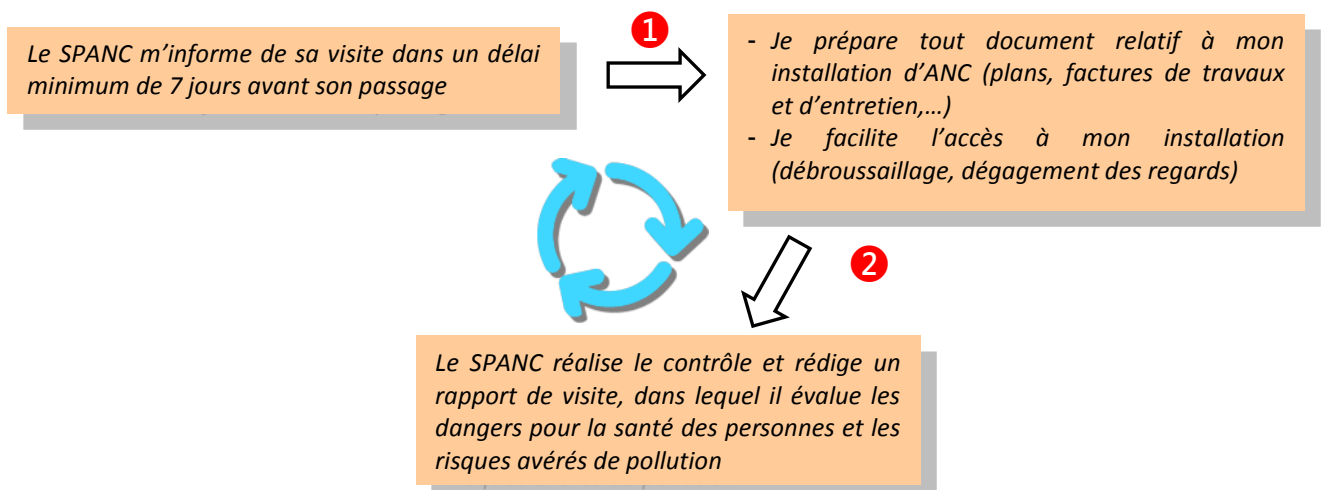 Le SPANC m’informe de sa visite dans un délai
minimum de 7 jours avant son passage
1
- Je prépare tout document relatif à mon
installation d’ANC (plans, factures de travaux
et d’entretien,…)
- Je facilite l’accès à mon installation
(débroussaillage, dégagement des regards)
2
Le SPANC réalise le contrôle et rédige un
rapport de visite, dans lequel il évalue les
dangers pour la santé des personnes et les
risques avérés de pollution